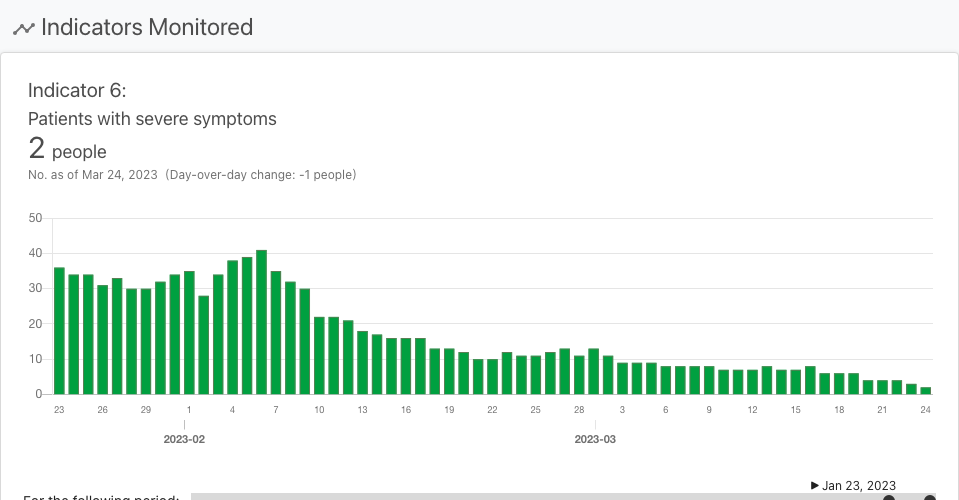 Indicators Monitored
Indicator 6:
Patients with severe symptoms
2 people
No. as of Mar 24, 2023 (Day-over-day change: -1 people)
50
40
30
20
10
0
23 26 29 1 4 7 10 13 16 19 22 25 28 3 6 9 12 15 18 21 24
2023-02 2023-03
▶ Jan 23, 2023
For the following period: